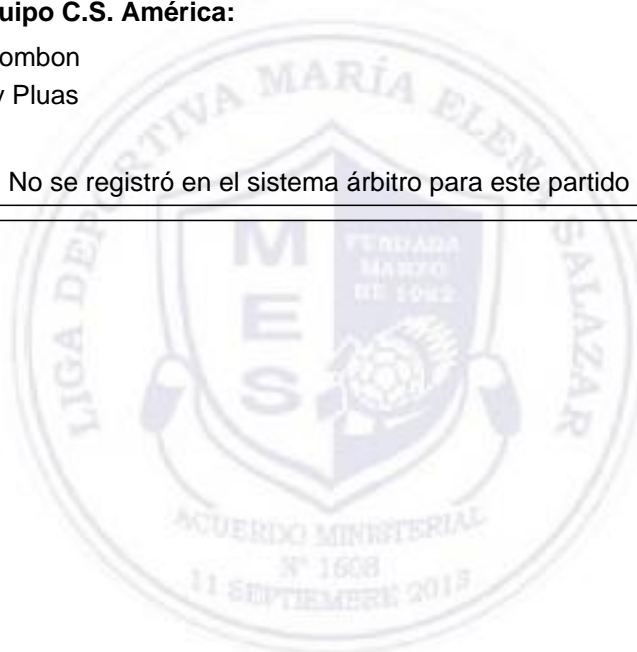 uipo C.S. América:
ombon
y Pluas
No se registró en el sistema árbitro para este partido
LIGA DEPORTIVA MARÍA ELENA SALAZAR
M
E
S
FUNDADA
MARZO
DE 1982
ACUERDO MINISTERIAL
N° 1608
11 SEPTIEMBRE 2013